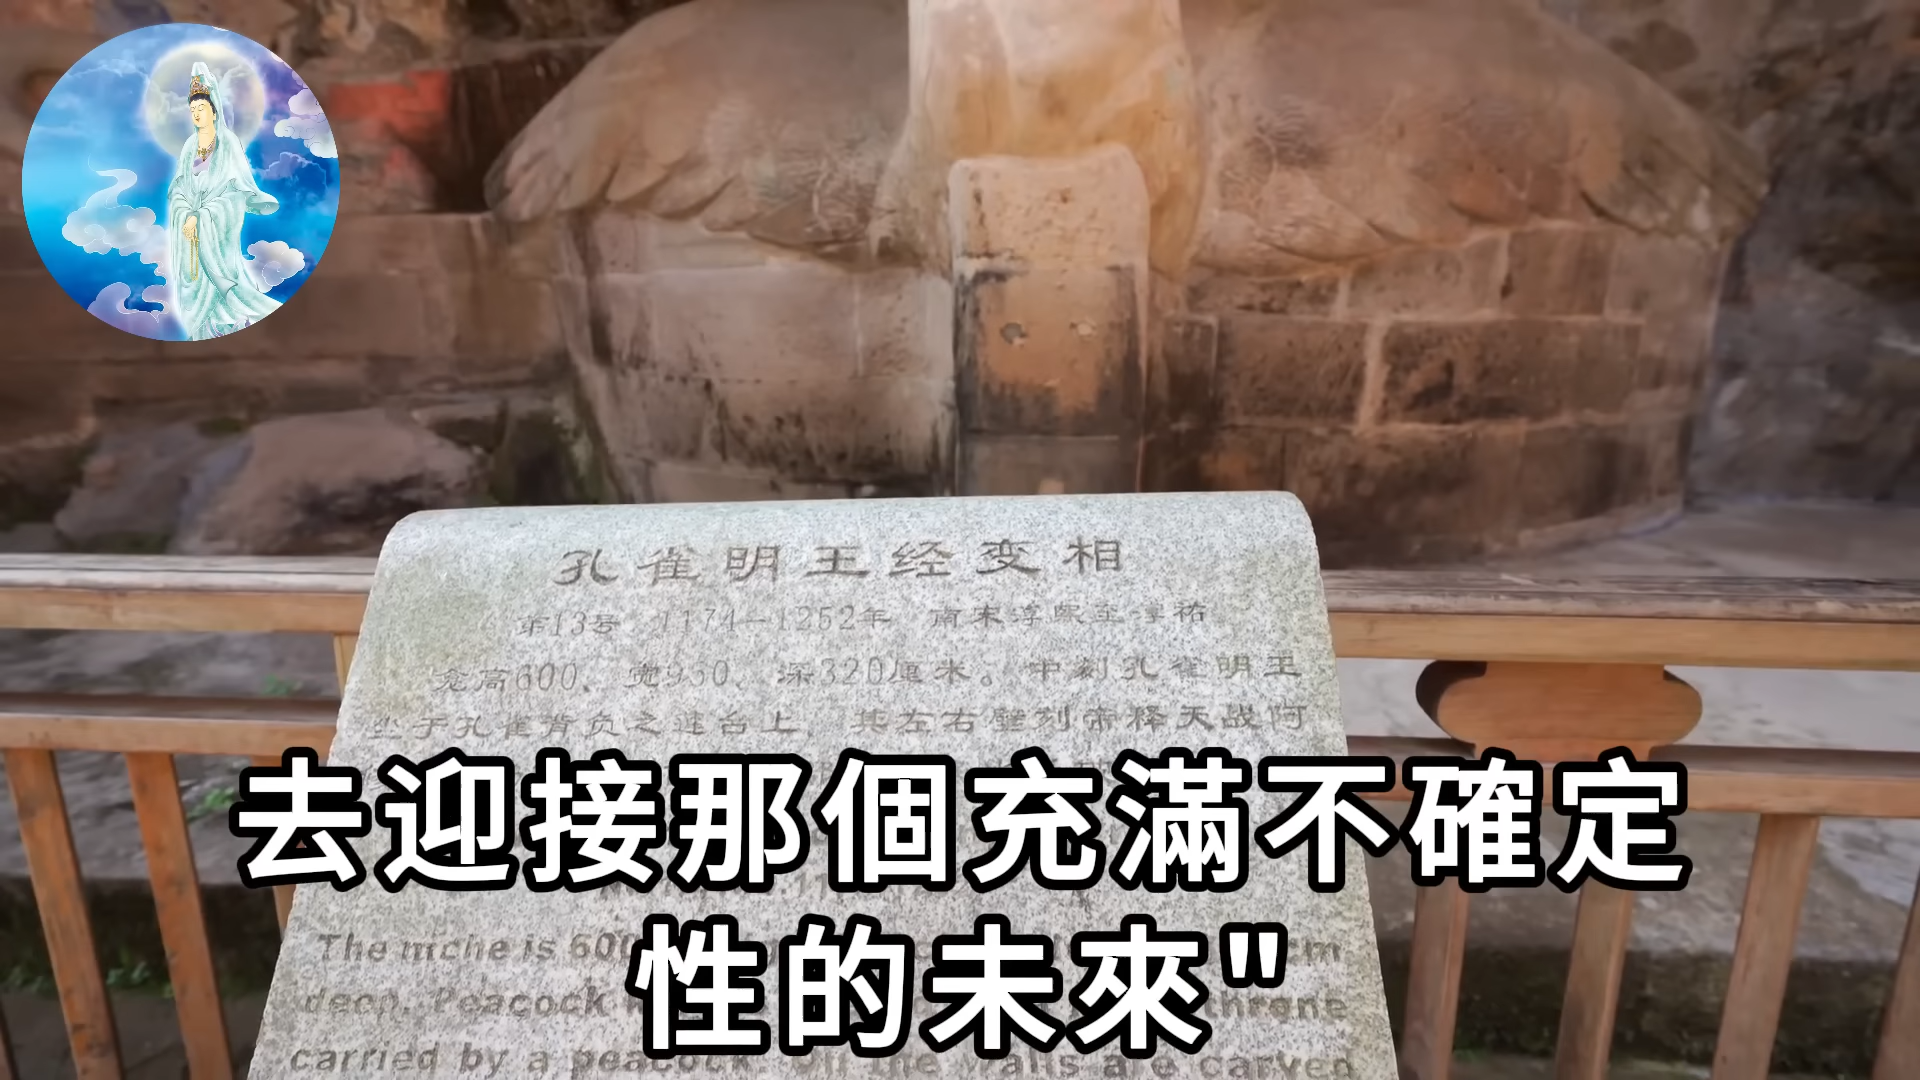 孔雀明王经变相
第13号 1174—1252年 南宋淳熙至淳祐
龛高600、宽930、深320厘米。中刻孔雀明王
坐于孔雀背负之莲台上，其左右壁刻帝释天战阿
去迎接那個充滿不確定
性的未來"
The niche is 600 cm
deep. Peacock throne
carried by a peacock. On the walls are carved